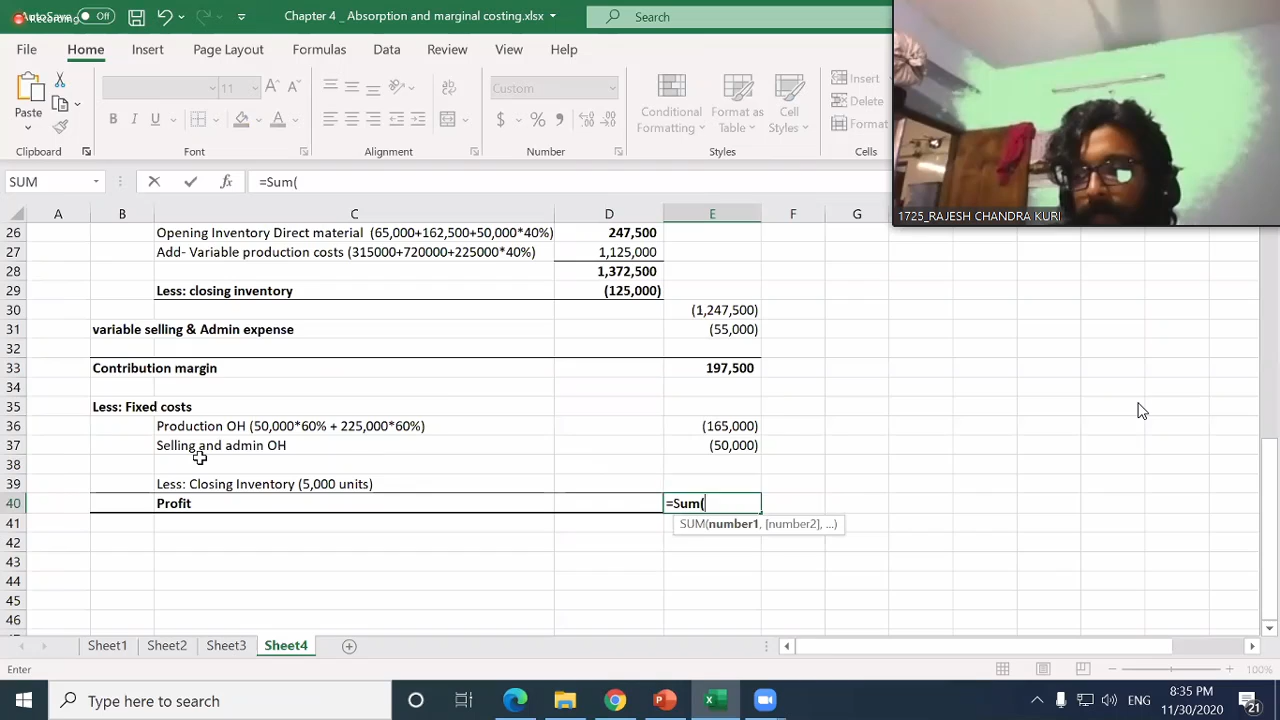 AutoSave Off
Recording
Chapter 4 _ Absorption and marginal costing.xlsx
Search
File Home Insert Page Layout Formulas Data Review View Help
Paste
11
B I U
A A
Custom
$ % 9
Conditional Formatting
Format as Table
Cell Styles
Insert
Delete
Format
Clipboard Font Alignment Number Styles Cells
1725_RAJESH CHANDRA KURI
SUM fx =Sum(
A B C D E F G
26 Opening Inventory Direct material (65,000+162,500+50,000*40%) 247,500
27 Add- Variable production costs (315000+720000+225000*40%) 1,125,000
28 1,372,500
29 Less: closing inventory (125,000)
30 (1,247,500)
31 variable selling & Admin expense (55,000)
32
33 Contribution margin 197,500
34
35 Less: Fixed costs
36 Production OH (50,000*60% + 225,000*60%) (165,000)
37 Selling and admin OH (50,000)
38
39 Less: Closing Inventory (5,000 units)
40 Profit =Sum(
41 SUM(number1, [number2], ...)
42
43
44
45
46
Sheet1 Sheet2 Sheet3 Sheet4
Enter 100%
Type here to search
ENG
8:35 PM
11/30/2020
21